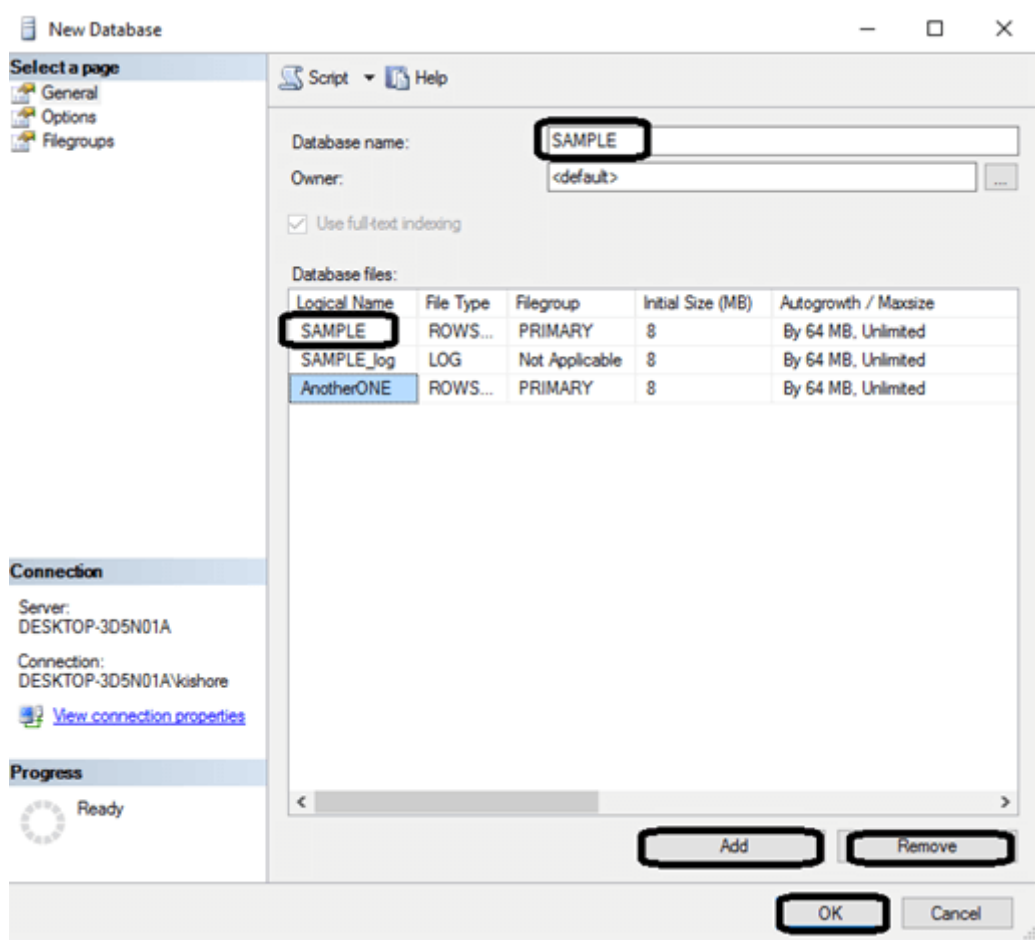 New Database
Select a page
General
Options
Filegroups
Script
Help
Database name:
SAMPLE
Owner:
<default>
...
Use full-text indexing
Database files:
Logical Name File Type Filegroup Initial Size (MB) Autogrowth / Maxsize
SAMPLE ROWS... PRIMARY 8 By 64 MB, Unlimited
SAMPLE_log LOG Not Applicable 8 By 64 MB, Unlimited
AnotherONE ROWS... PRIMARY 8 By 64 MB, Unlimited
Connection
Server:
DESKTOP-3D5N01A
Connection:
DESKTOP-3D5N01A\kishore
View connection properties
Progress
Ready
Add
Remove
OK
Cancel